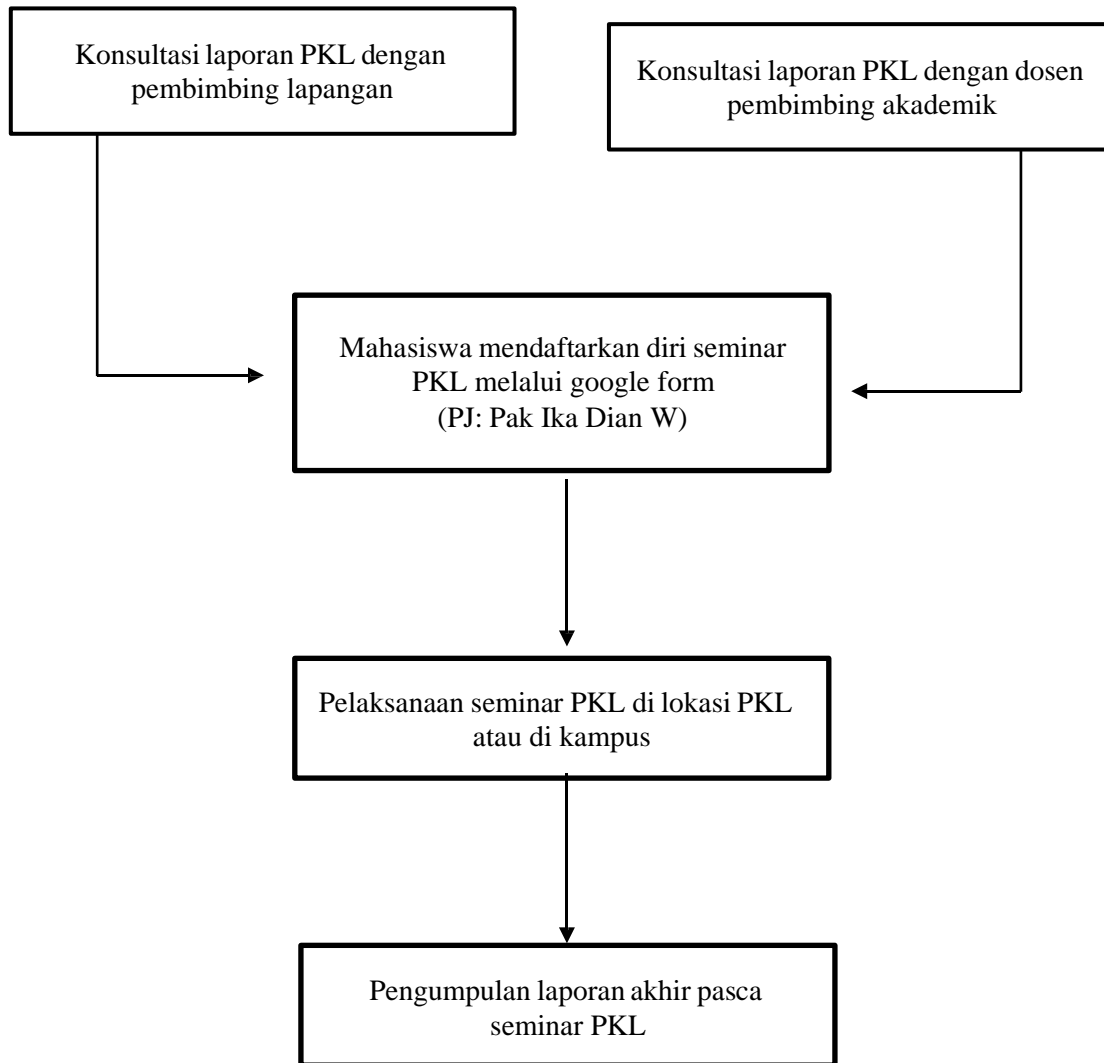 Konsultasi laporan PKL dengan
pembimbing lapangan
Konsultasi laporan PKL dengan dosen
pembimbing akademik
Mahasiswa mendaftarkan diri seminar
PKL melalui google form
(PJ: Pak Ika Dian W)
Pelaksanaan seminar PKL di lokasi PKL
atau di kampus
Pengumpulan laporan akhir pasca
seminar PKL